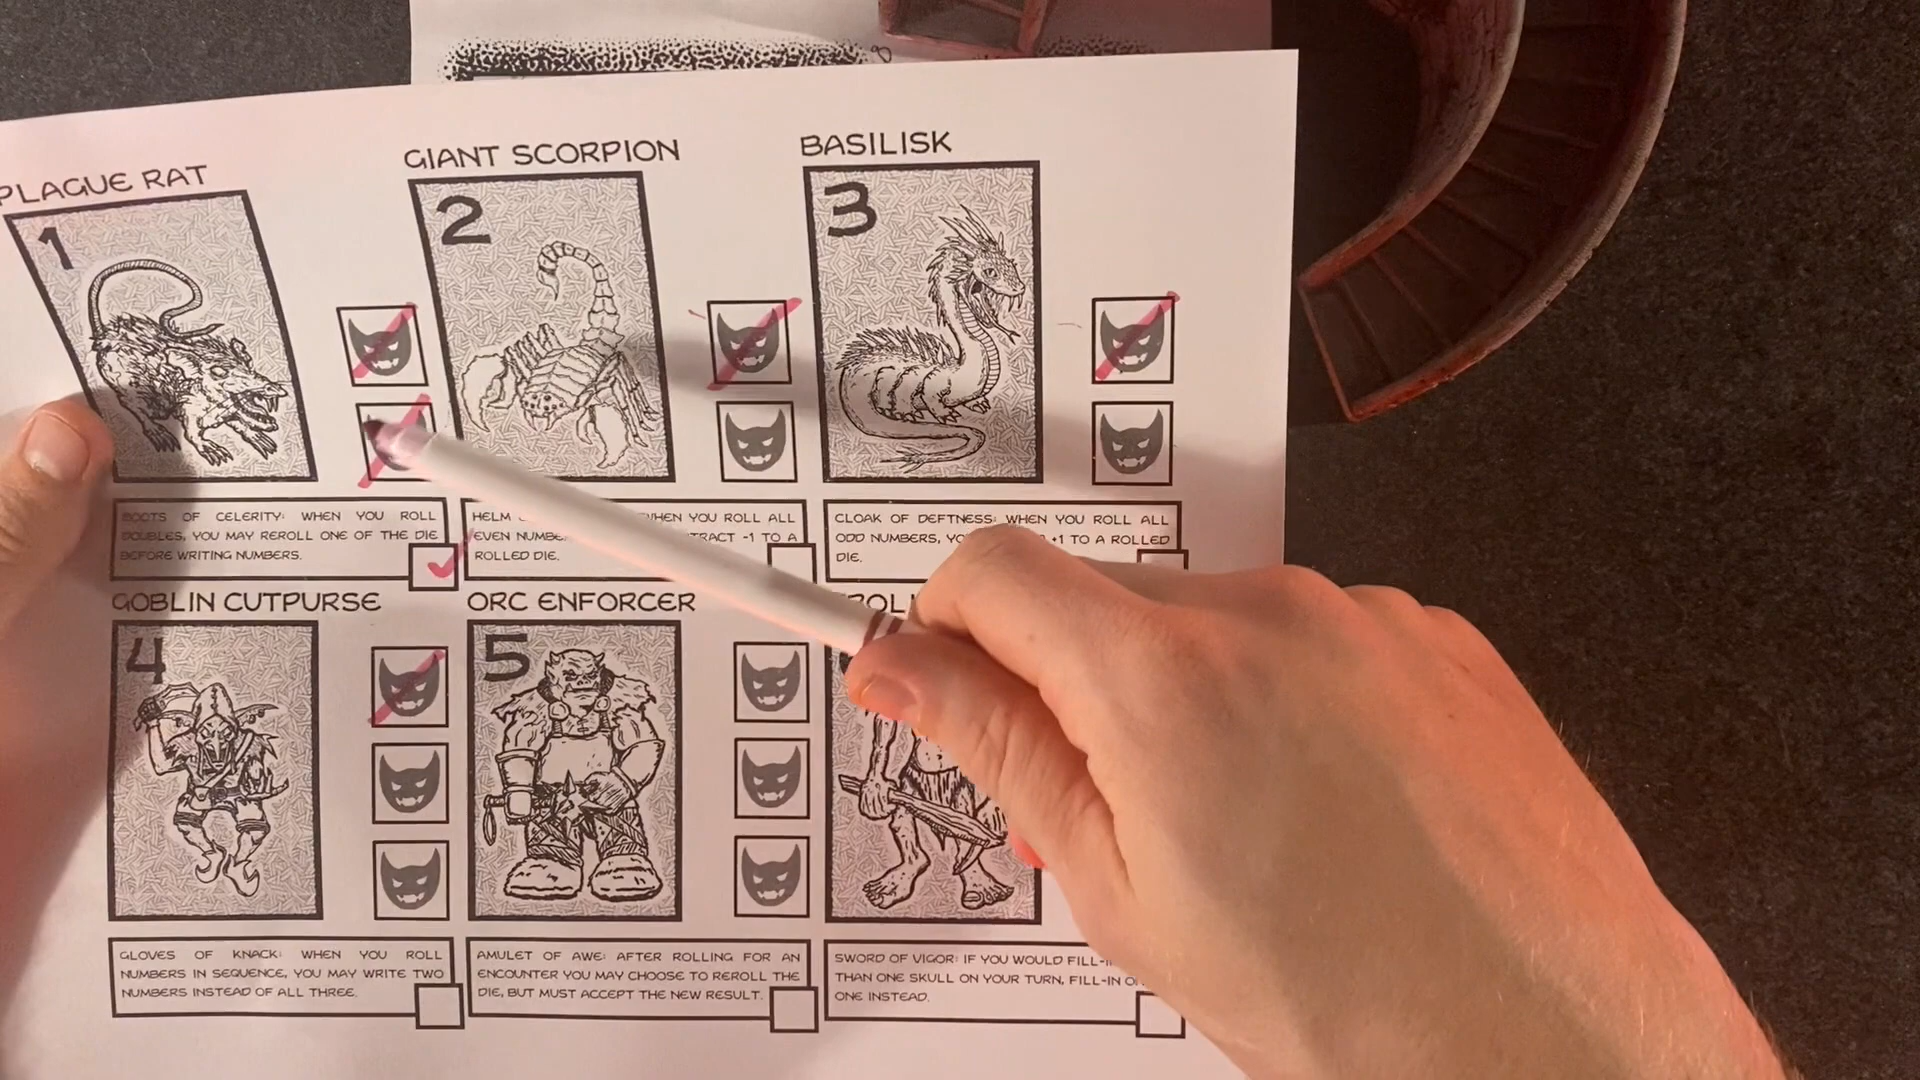 PLAGUE RAT
GIANT SCORPION
BASILISK
1
2
3
BOOTS OF CELERITY: WHEN YOU ROLL
DOUBLES, YOU MAY REROLL ONE OF THE DIE
BEFORE WRITING NUMBERS.
HELM WHEN YOU ROLL ALL
EVEN -1 TO A
ROLLED DIE.
CLOAK OF DEFTNESS: WHEN YOU ROLL ALL
ODD NUMBERS, +1 TO A ROLLED
DIE.
GOBLIN CUTPURSE
ORC ENFORCER
4
5
GLOVES OF KNACK: WHEN YOU ROLL
NUMBERS IN SEQUENCE, YOU MAY WRITE TWO
NUMBERS INSTEAD OF ALL THREE.
AMULET OF AWE: AFTER ROLLING FOR AN
ENCOUNTER YOU MAY CHOOSE TO REROLL THE
DIE, BUT MUST ACCEPT THE NEW RESULT.
SWORD OF VIGOR: IF YOU WOULD
THAN ONE SKULL ON YOUR TURN, FILL-IN
ONE INSTEAD.